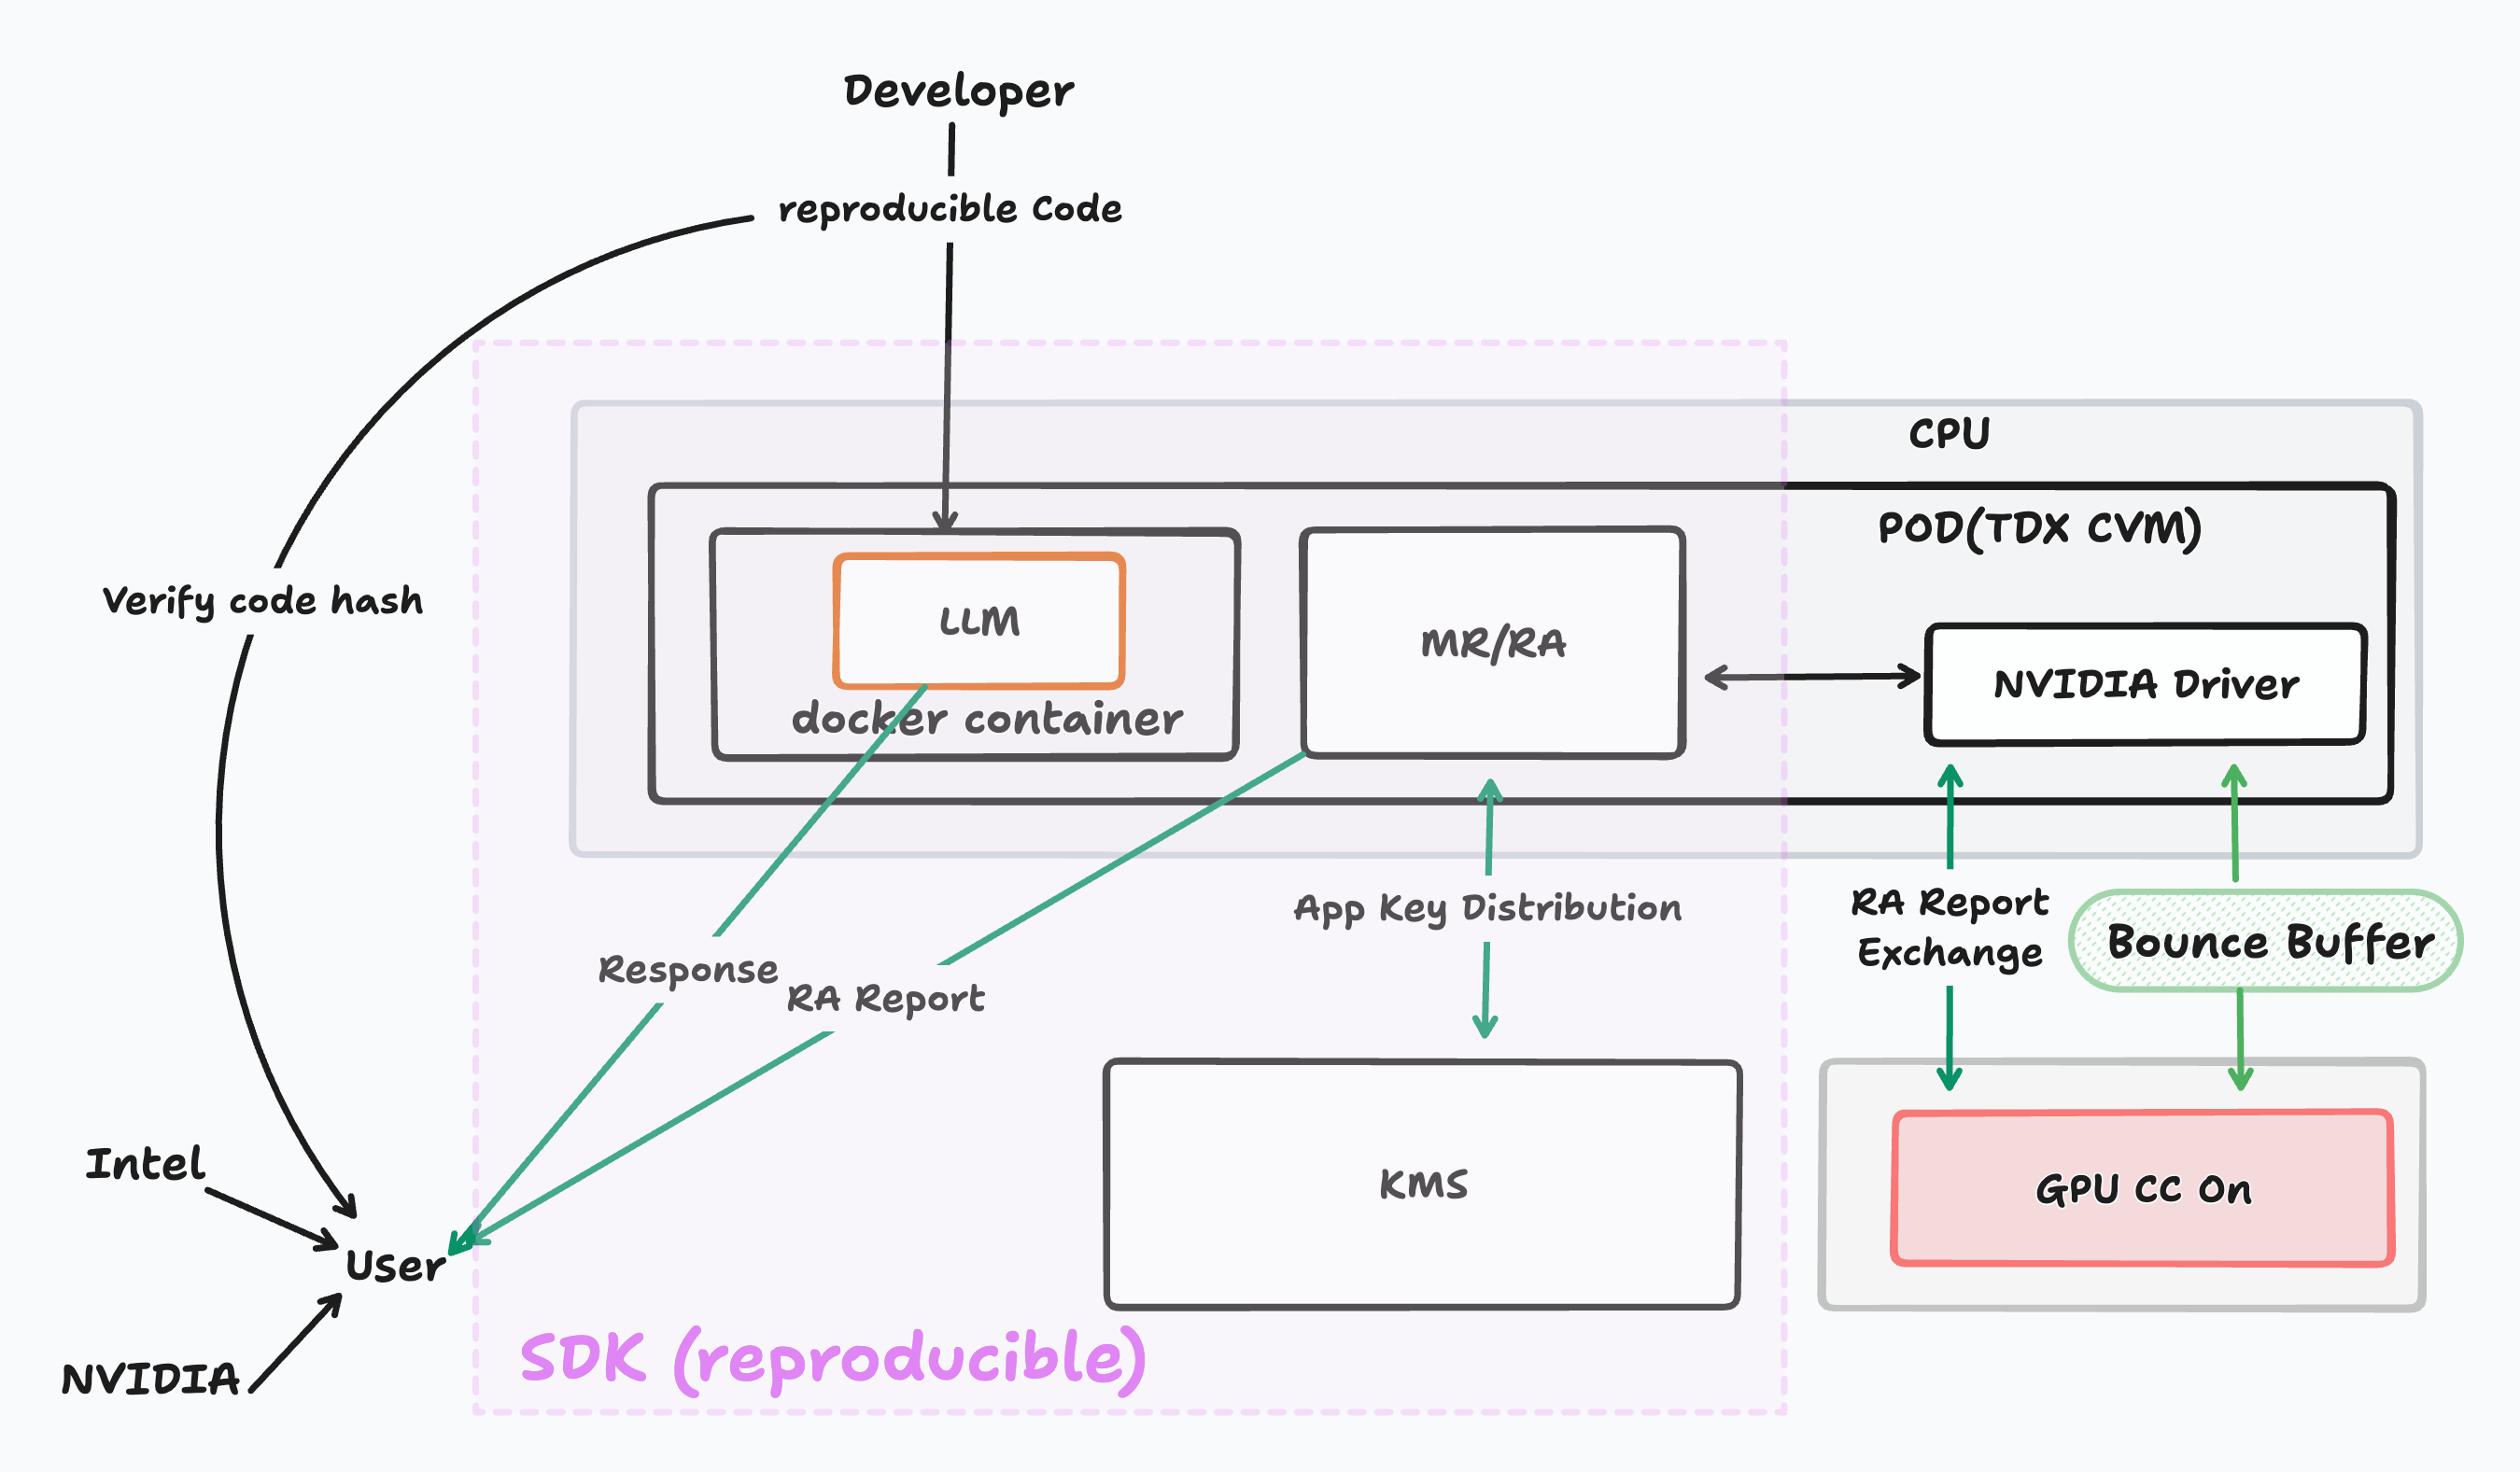 Developer
reproducible Code
CPU
POD(TDX CVM)
Verify code hash
LLM
docker container
MR/RA
NVIDIA Driver
App Key Distribution
RA Report
Exchange
Bounce Buffer
Response
RA Report
Intel
KMS
GPU CC On
User
SDK (reproducible)
NVIDIA